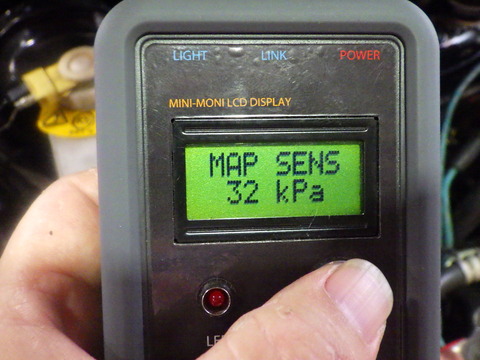 LIGHT LINK POWER
MINI-MONI LCD DISPLAY
MAP SENS
32 kPa